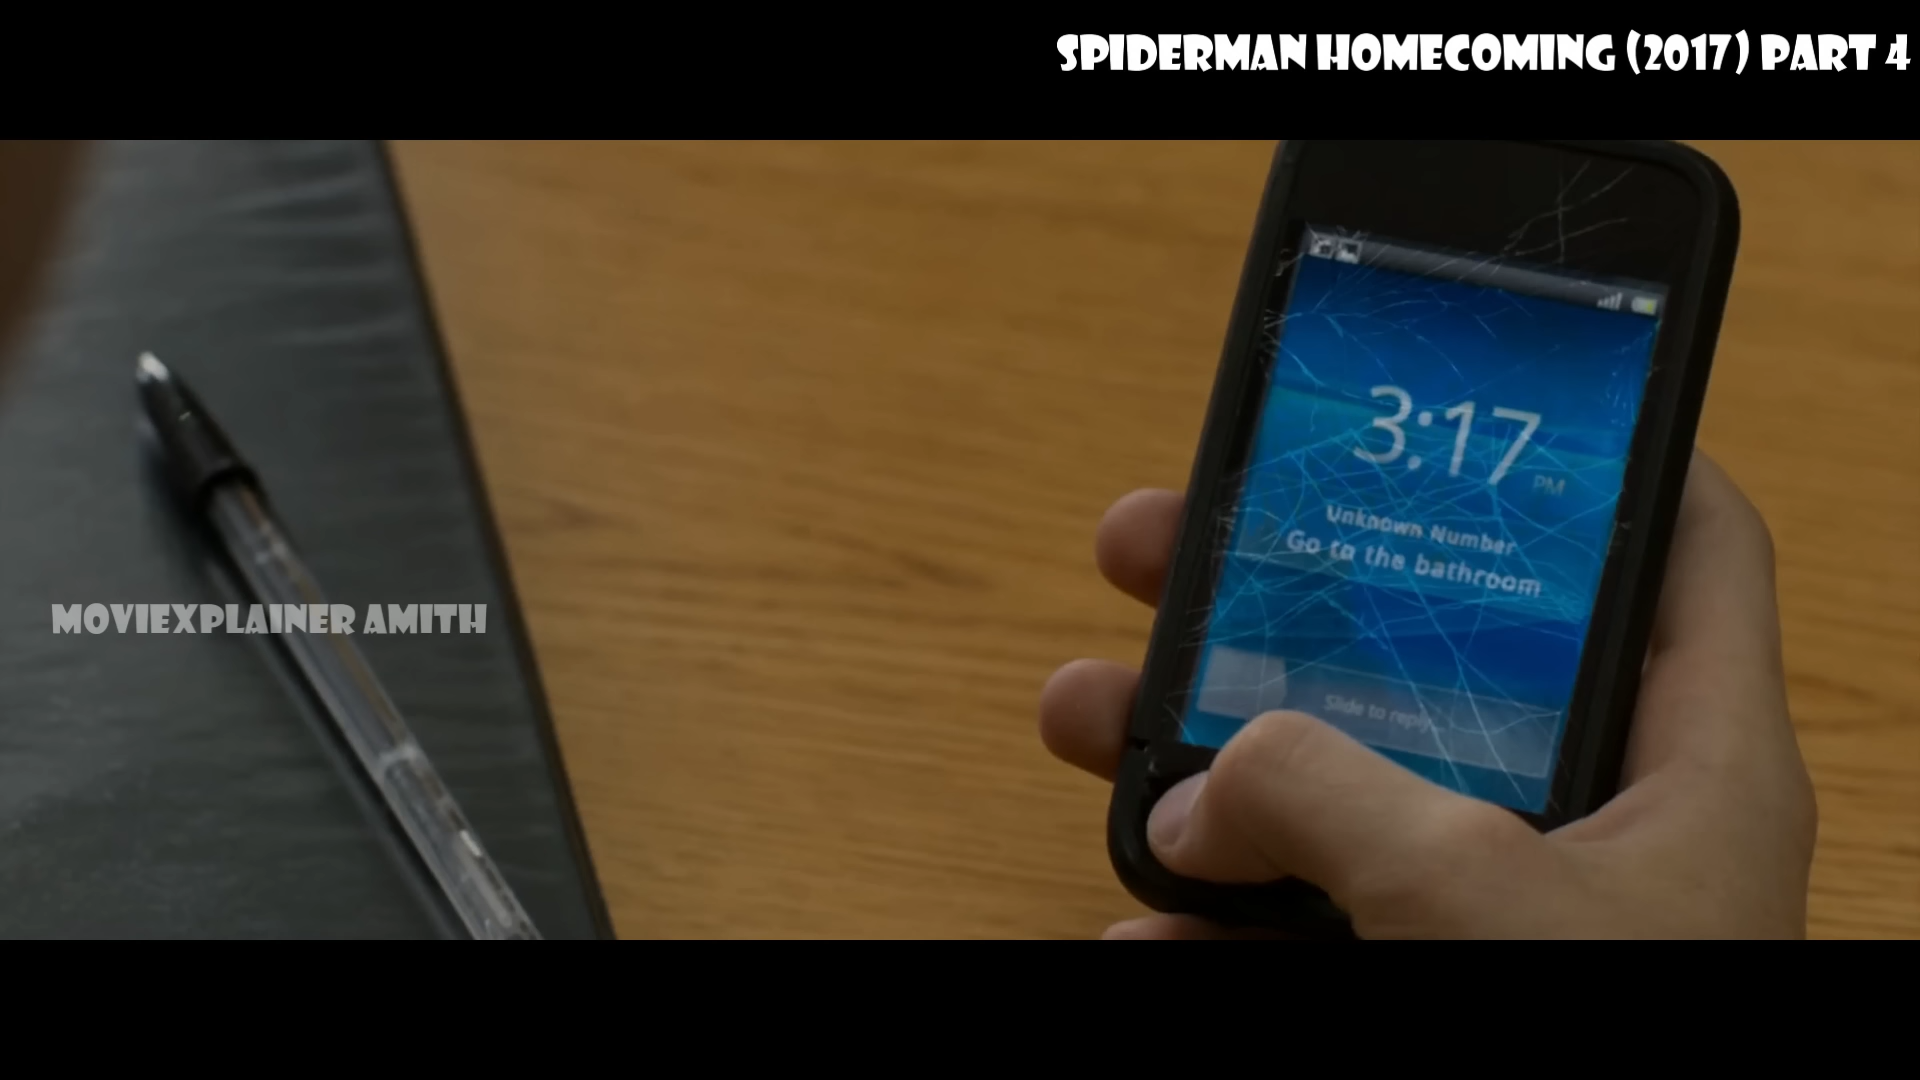 SPIDERMAN HOMECOMING (2017) PART 4
3:17 PM
Unknown Number
Go to the bathroom
MOVIEXPLAINER AMITH
Slide to reply